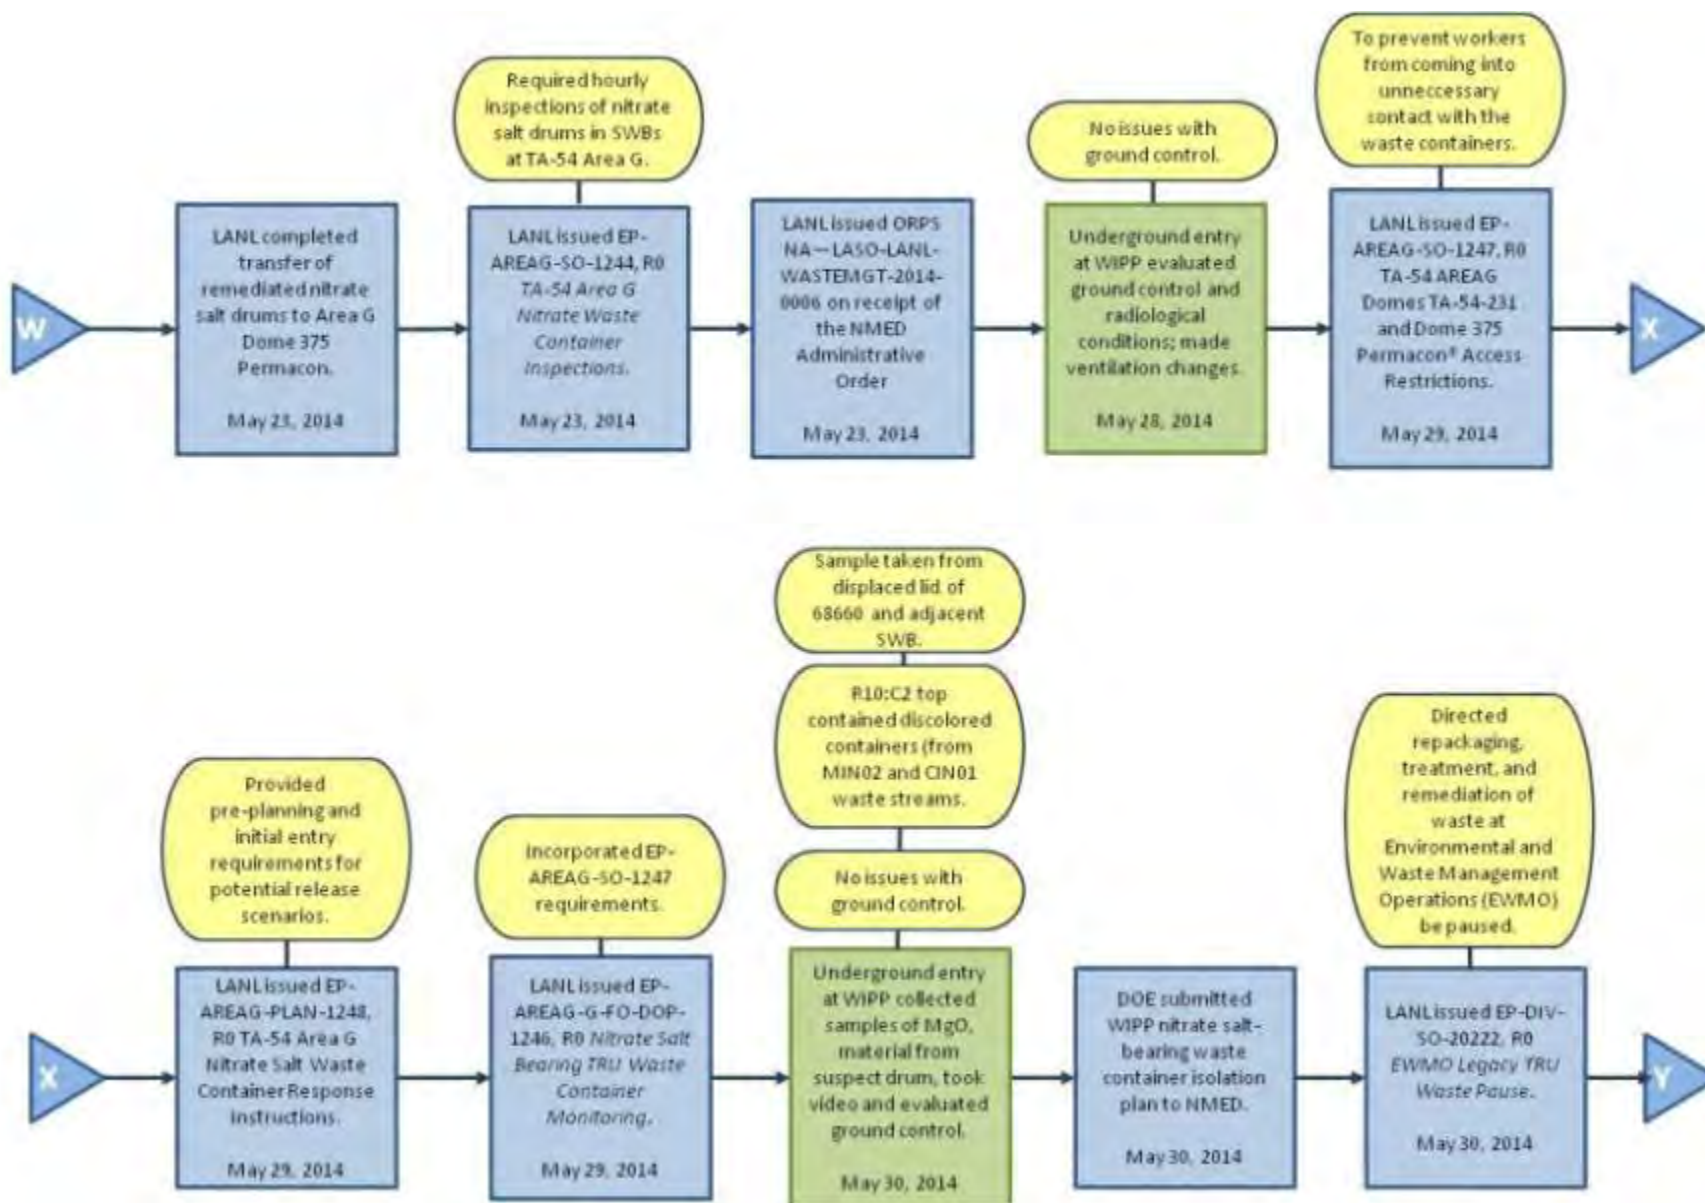 Required hourly
inspections of nitrate
salt drums in SWBs
at TA-54 Area G.
No issues with
ground control.
To prevent workers
from coming into
unneccessary
contact with the
waste containers.
W
LANL completed
transfer of
remediated nitrate
salt drums to Area G
Dome 375
Permacon.
May 23, 2014
LANL issued EP-
AREAG-SO-1244, R0
TA-54 Area G
Nitrate Waste
Container
Inspections.
May 23, 2014
LANL issued ORPS
NA--LASO-LANL-
WASTEMGT-2014-
0006 on receipt of
the NMED
Administrative
Order
May 23, 2014
Underground entry
at WIPP evaluated
ground control and
radiological
conditions; made
ventilation changes.
May 28, 2014
LANL issued EP-
AREAG-SO-1247, R0
TA-54 AREAG
Domes TA-54-231
and Dome 375
Permacon® Access
Restrictions.
May 29, 2014
X
Provided
pre-planning and
initial entry
requirements for
potential release
scenarios.
Incorporated EP-
AREAG-SO-1247
requirements.
Sample taken from
displaced lid of
68660 and adjacent
SWB.
R10:C2 top
contained discolored
containers (from
MIN02 and CIN01
waste streams.
No issues with
ground control.
Directed
repackaging,
treatment, and
remediation of
waste at
Environmental and
Waste Management
Operations (EWMO)
be paused.
X
LANL issued EP-
AREAG-PLAN-1248,
R0 TA-54 Area G
Nitrate Salt Waste
Container Response
Instructions.
May 29, 2014
LANL issued EP-
AREAG-G-FO-DOP-
1246, R0 Nitrate Salt
Bearing TRU Waste
Container
Monitoring.
May 29, 2014
Underground entry
at WIPP collected
samples of MgO,
material from
suspect drum, took
video and evaluated
ground control.
May 30, 2014
DOE submitted
WIPP nitrate salt-
bearing waste
container isolation
plan to NMED.
May 30, 2014
LANL issued EP-DIV-
SO-20222, R0
EWMO Legacy TRU
Waste Pause.
May 30, 2014
Y